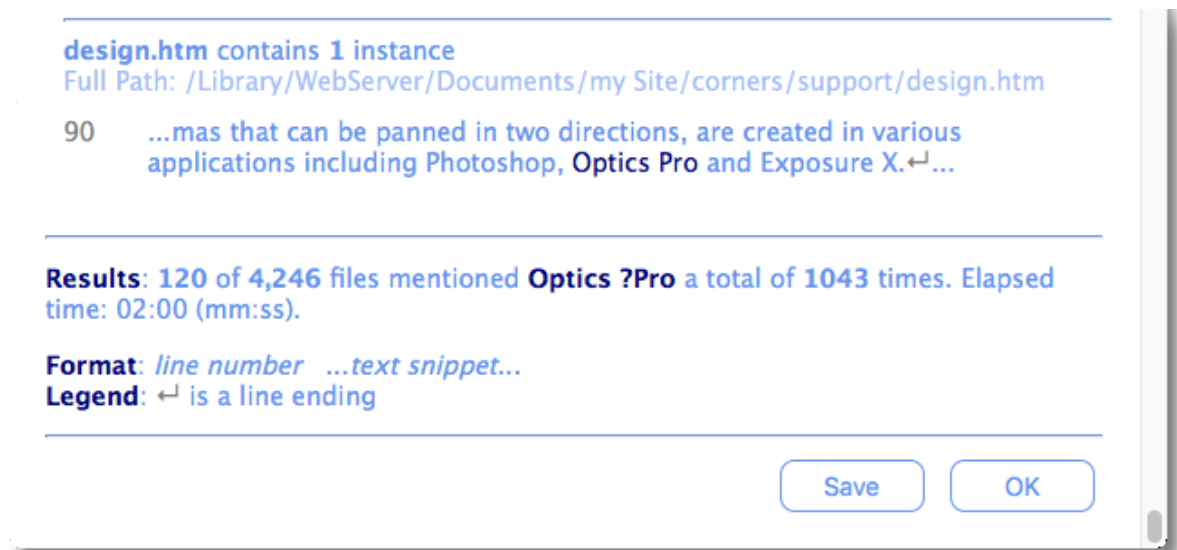 design.htm contains 1 instance
Full Path: /Library/WebServer/Documents/my Site/corners/support/design.htm
90 ...mas that can be panned in two directions, are created in various
applications including Photoshop, Optics Pro and Exposure X.↵...
Results: 120 of 4,246 files mentioned Optics ?Pro a total of 1043 times. Elapsed
time: 02:00 (mm:ss).
Format: line number ...text snippet...
Legend: ↵ is a line ending
Save OK